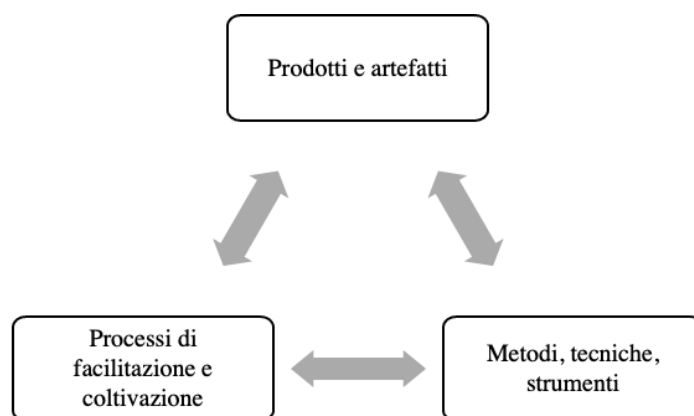 Prodotti e artefatti
Processi di
facilitazione e
coltivazione
Metodi, tecniche,
strumenti